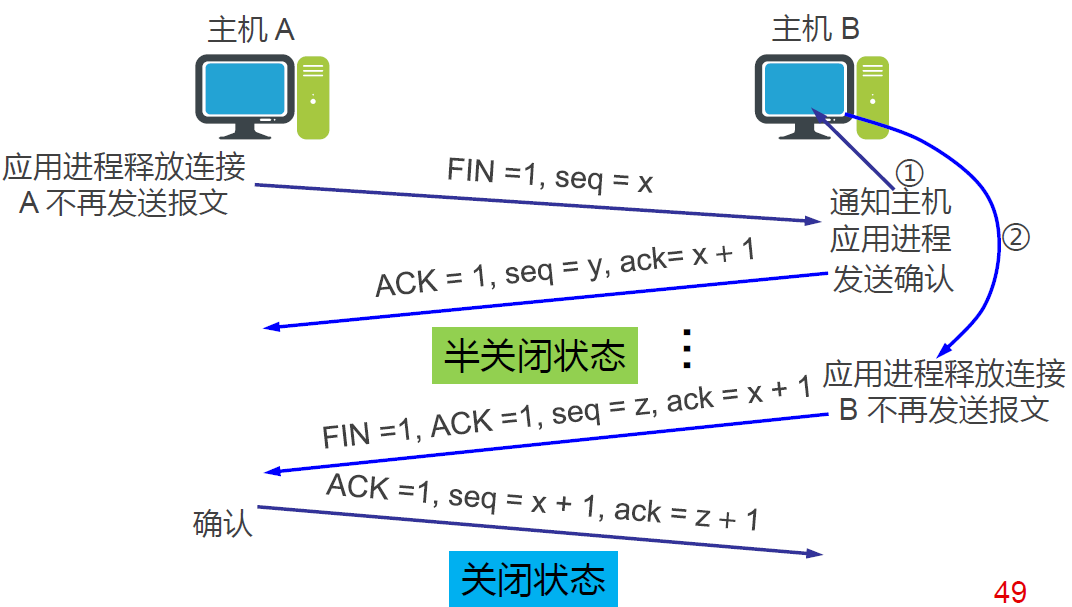 主机 A
主机 B
应用进程释放连接
A 不再发送报文
FIN =1, seq = x
①
通知主机
应用进程
②
ACK = 1, seq = y, ack= x + 1
发送确认
半关闭状态
⋮
应用进程释放连接
B 不再发送报文
FIN =1, ACK =1, seq = z, ack = x + 1
ACK =1, seq = x + 1, ack = z + 1
确认
关闭状态
49